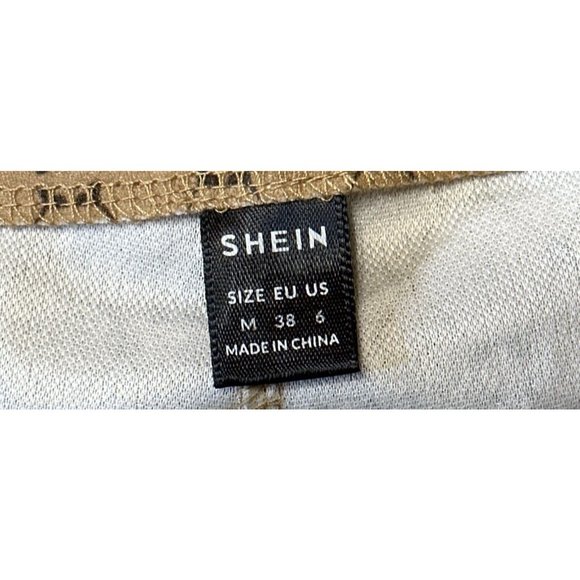 SHEIN
SIZE EU US
M 38 6
MADE IN CHINA